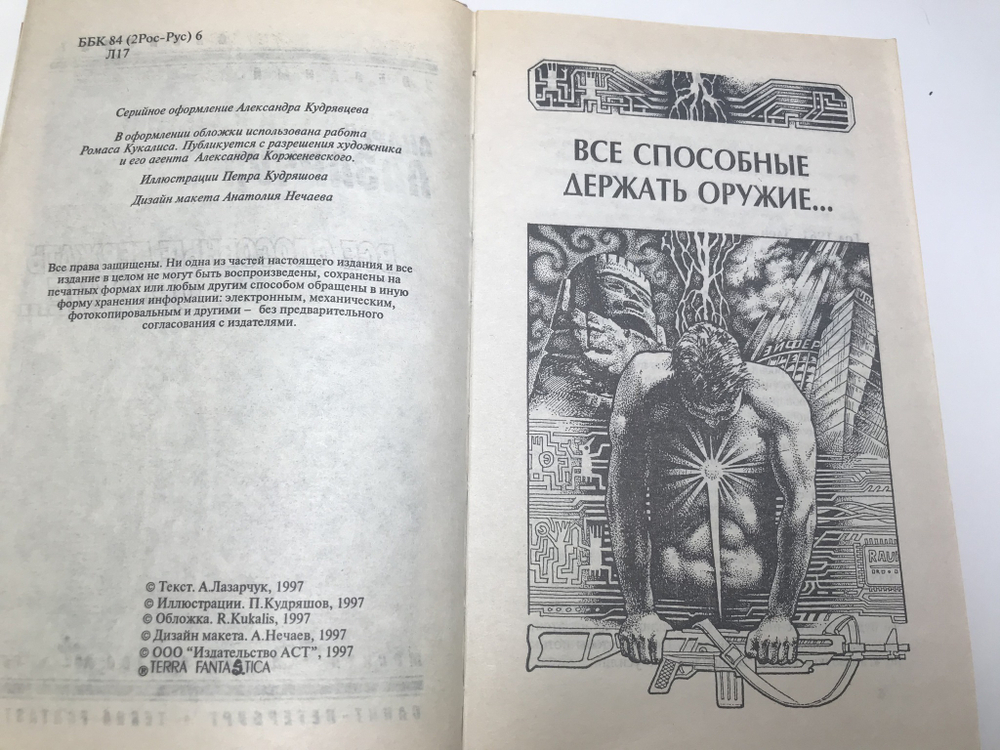 ББК 84 (2Рос-Рус) 6
Л17
Серийное оформление Александра Кудрявцева
В оформлении обложки использована работа
Ромаса Кукалиса. Публикуется с разрешения художника
и его агента Александра Корженевского.
Иллюстрации Петра Кудряшова
Дизайн макета Анатолия Нечаева
Все права защищены. Ни одна из частей настоящего издания и все
издание в целом не могут быть воспроизведены, сохранены на
печатных формах или любым другим способом обращены в иную
форму хранения информации: электронным, механическим,
фотокопировальным и другими – без предварительного
согласования с издателями.
© Текст. А.Лазарчук, 1997
© Иллюстрации. П.Кудряшов, 1997
© Обложка. R.Kukalis, 1997
© Дизайн макета. А.Нечаев, 1997
© ООО "Издательство АСТ", 1997
® TERRA FANTASTICA
ВСЕ СПОСОБНЫЕ
ДЕРЖАТЬ ОРУЖИЕ...